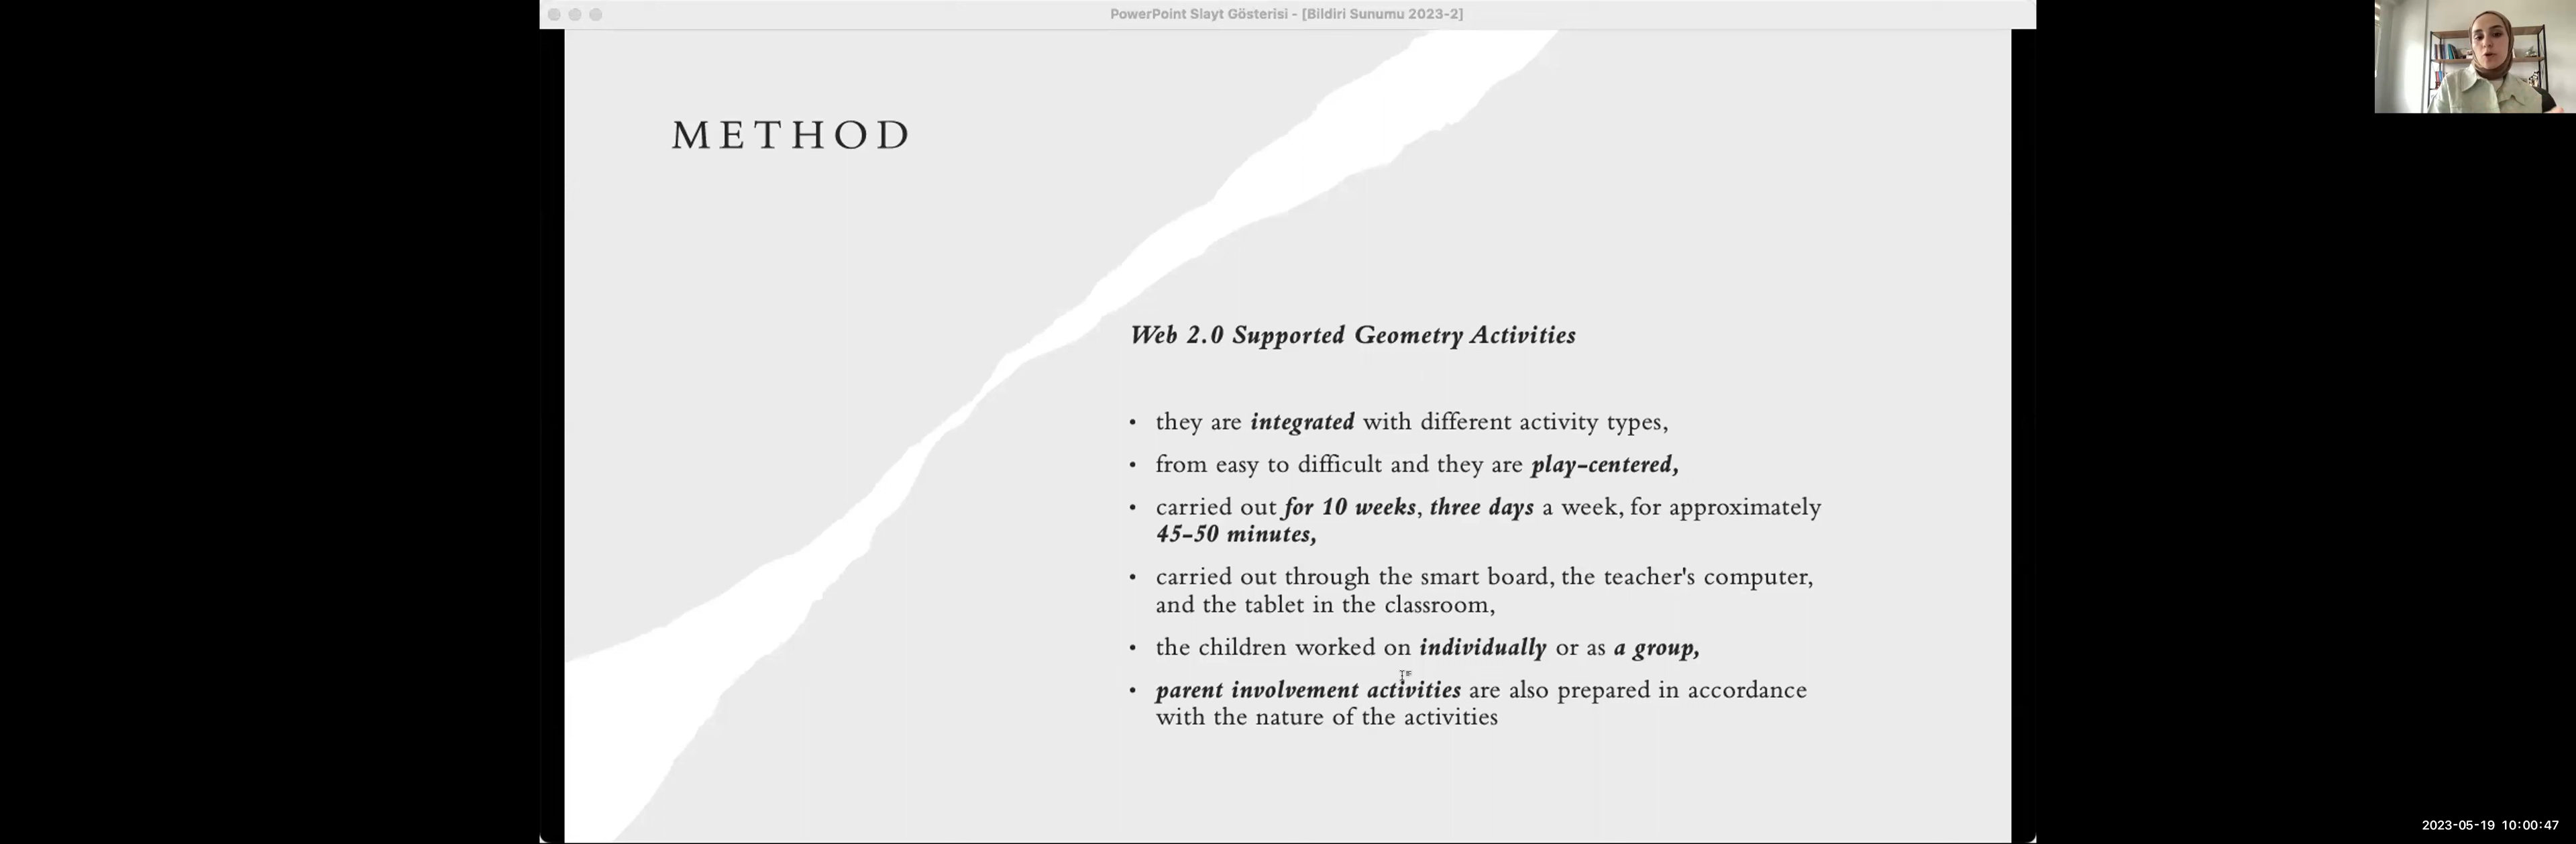 PowerPoint Slayt Gösterisi - [Bildiri Sunumu 2023-2]
METHOD
Web 2.0 Supported Geometry Activities
• they are integrated with different activity types,
• from easy to difficult and they are play-centered,
• carried out for 10 weeks, three days a week, for approximately
45-50 minutes,
• carried out through the smart board, the teacher's computer,
and the tablet in the classroom,
• the children worked on individually or as a group,
• parent involvement activities are also prepared in accordance
with the nature of the activities
2023-05-19 10:00:47